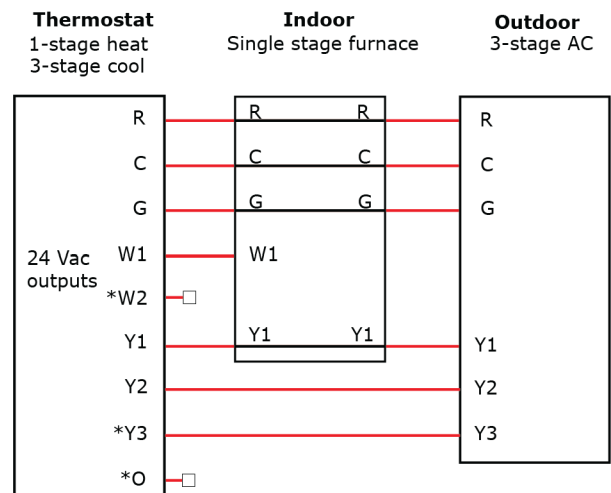 Thermostat
1-stage heat
3-stage cool
Indoor
Single stage furnace
Outdoor
3-stage AC
R
R R
R
C
C C
C
G
G G
G
24 Vac
outputs
W1
W1
*W2
Y1
Y1 Y1
Y1
Y2
Y2
*Y3
Y3
*O